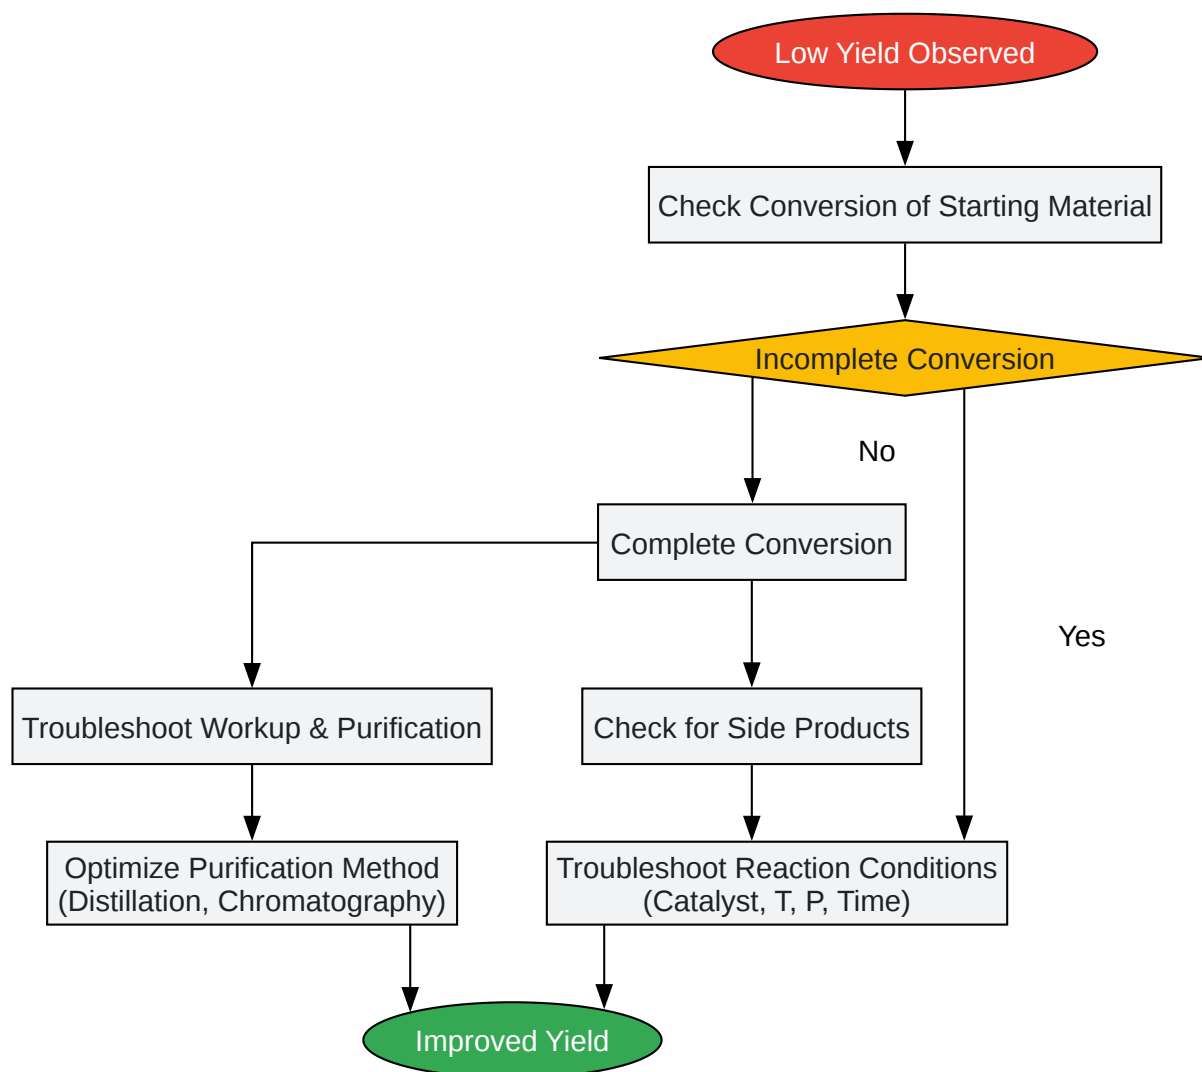 Low Yield Observed
Check Conversion of Starting Material
Incomplete Conversion
No
Complete Conversion
Yes
Troubleshoot Workup & Purification
Check for Side Products
Optimize Purification Method
(Distillation, Chromatography)
Troubleshoot Reaction Conditions
(Catalyst, T, P, Time)
Improved Yield